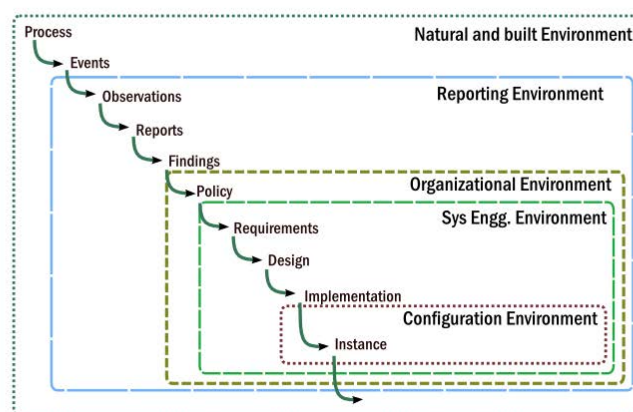 Process
Natural and built Environment
Events
Reporting Environment
Observations
Reports
Findings
Organizational Environment
Policy
Sys Engg. Environment
Requirements
Design
Implementation
Configuration Environment
Instance